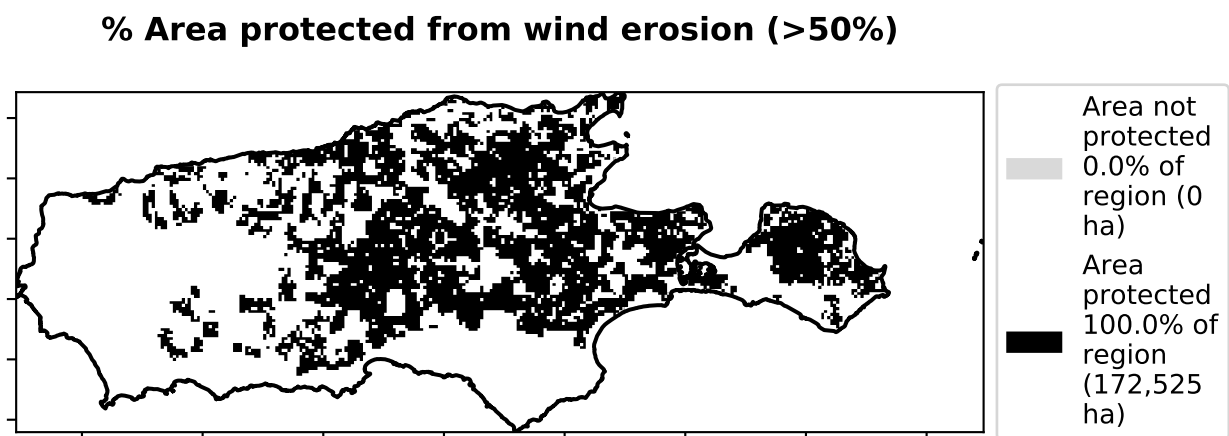 % Area protected from wind erosion (>50%)
Area not
protected
0.0% of
region (0
ha)
Area
protected
100.0% of
region
(172,525
ha)